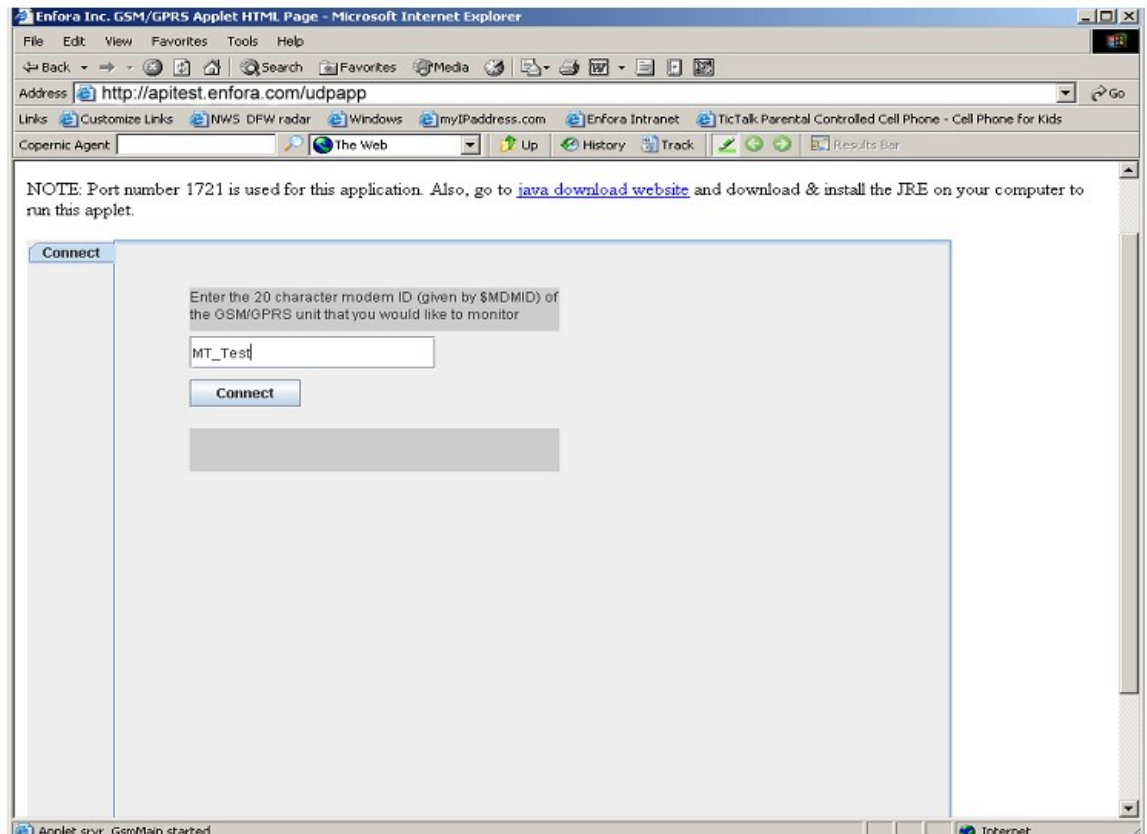 Enfora Inc. GSM/GPRS Applet HTML Page - Microsoft Internet Explorer
File Edit View Favorites Tools Help
Back Search Favorites Media
Address http://apitest.enfora.com/udpapp Go
Links Customize Links NWS DFW radar Windows myIPaddress.com Enfora Intranet TicTalk Parental Controlled Cell Phone - Cell Phone for Kids
Copernic Agent The Web Up History Track Results Bar
NOTE: Port number 1721 is used for this application. Also, go to java download website and download & install the JRE on your computer to
run this applet.
Connect
Enter the 20 character modem ID (given by $MDMID) of
the GSM/GPRS unit that you would like to monitor
MT_Test
Connect
Applet srvr_GsmMain started Internet